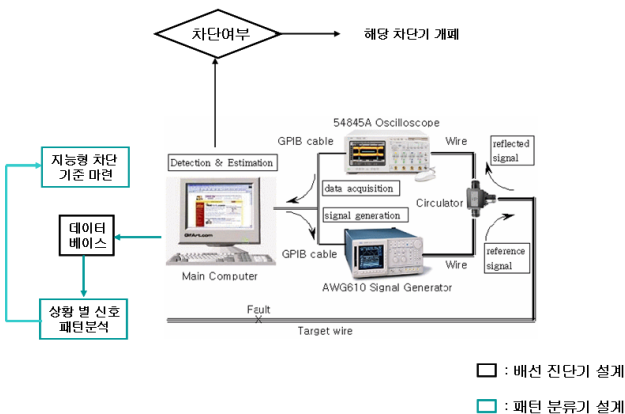 차단여부
해당 차단기 개폐
54845A Oscilloscope
GPIB cable
Wire
reflected
signal
지능형 차단
기준 마련
Detection & Estimation
data acquisition
Circulator
signal generation
데이터
베이스
GMArt.com
GPIB cable
Wire
reference
signal
Main Computer
AWG610 Signal Generator
상황 별 신호
패턴분석
Fault
Target wire
: 배선 진단기 설계
: 패턴 분류기 설계